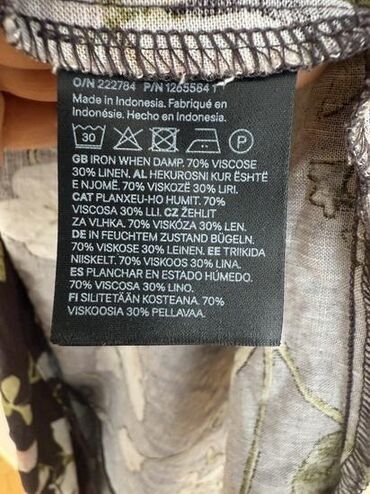 O/N 222784 P/N 1265584 1
Made in Indonesia. Fabriqué en
Indonésie. Hecho en Indonesia.
30 P
GB IRON WHEN DAMP. 70% VISCOSE
30% LINEN. AL HEKUROSNI KUR ËSHTË
E NJOMË. 70% VISKOZË 30% LIRI.
CAT PLANXEU-HO HUMIT. 70%
VISCOSA 30% LLI. CZ ŽEHLIT
ZA VLHKA. 70% VISKÓZA 30% LEN.
DE IN FEUCHTEM ZUSTAND BÜGELN.
70% VISKOSE 30% LEINEN. EE TRIIKIDA
NIISKELT. 70% VISKOOS 30% LINA.
ES PLANCHAR EN ESTADO HÚMEDO.
70% VISCOSA 30% LINO.
FI SILITETÄÄN KOSTEANA. 70%
VISKOOSIA 30% PELLAVAA.